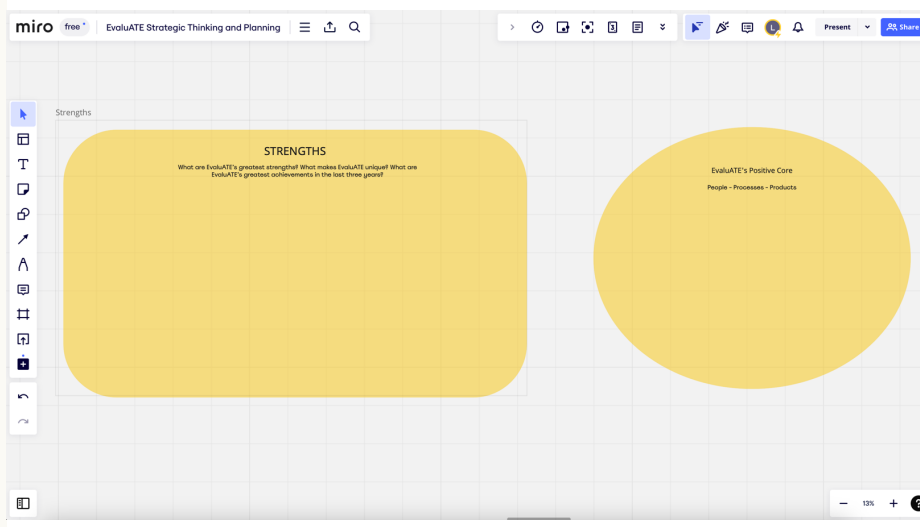 miro free EvaluATE Strategic Thinking and Planning
3
L
Present
Share
Strengths
STRENGTHS
What are EvaluATE's greatest strengths? What makes EvaluATE unique? What are
EvaluATE's greatest achievements in the last three years?
EvaluATE's Positive Core
People - Processes - Products
13%
?